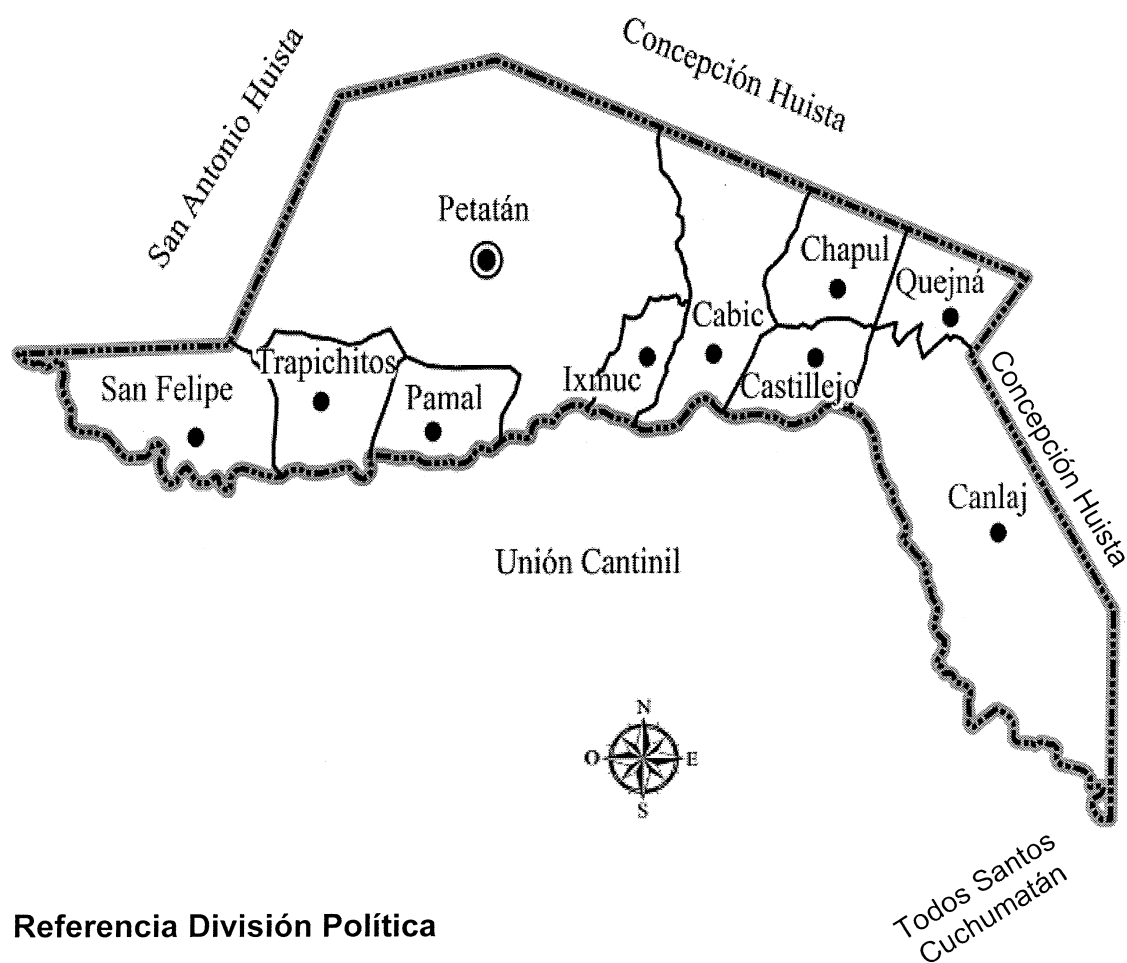 San Antonio Huista
Concepción Huista
Petatán
Chapul
Quejná
Cabic
Trapichitos
San Felipe
Pamal
Ixmuc
Castillejo
Concepción Huista
Canlaj
Unión Cantinil
N
O
E
S
Todos Santos
Cuchumatán
Referencia División Política